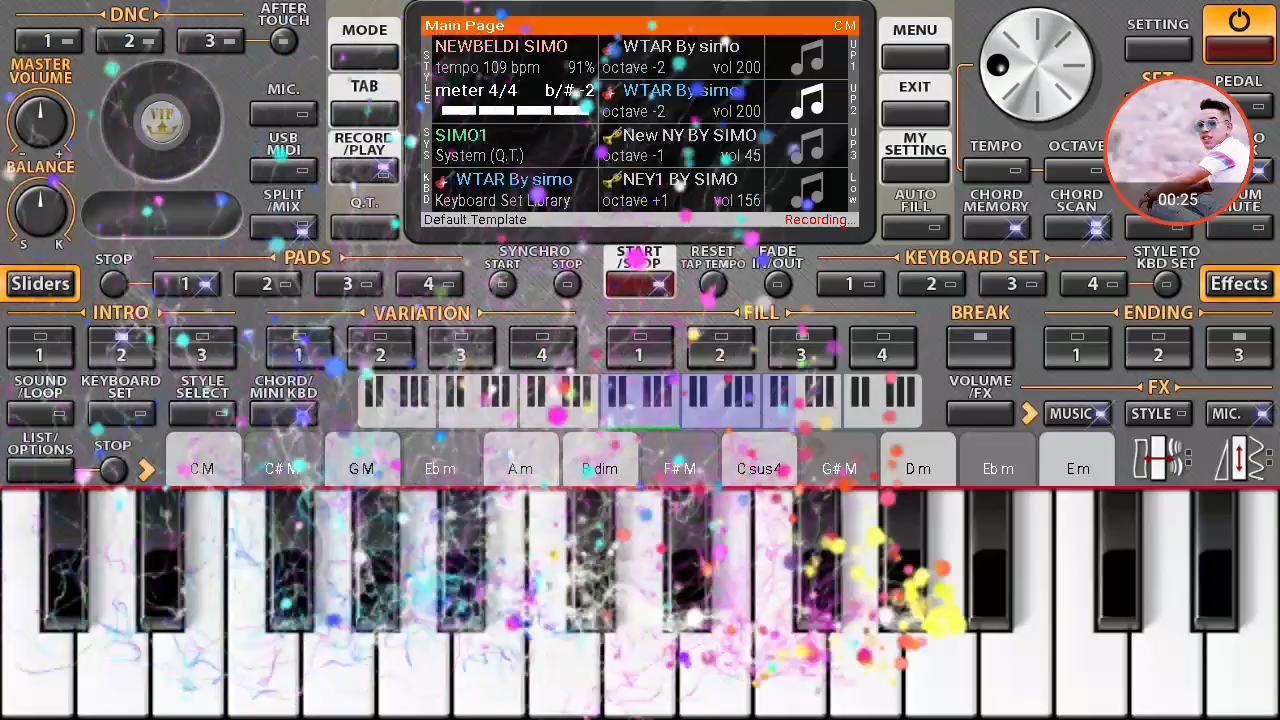 DNC
1
2
3
AFTER
TOUCH
MASTER
VOLUME
VIP
BALANCE
S
K
MIC.
USB
MIDI
SPLIT
/MIX
MODE
TAB
RECORD
/PLAY
Q.T.
Main Page
C M
STYLE
NEWBELDI SIMO
tempo 109 bpm 91%
meter 4/4 b/# -2
SYS
SIMO1
System (Q.T.)
KBD
WTAR By simo
Keyboard Set Library
WTAR By simo
octave -2 vol 200
UP1
WTAR By simo
octave -2 vol 200
UP2
New NY BY SIMO
octave -1 vol 45
UP3
NEY1 BY SIMO
octave +1 vol 156
Low
Default.Template
Recording...
MENU
EXIT
MY
SETTING
AUTO
FILL
SETTING
PEDAL
TEMPO
OCTAVE
CHORD
MEMORY
CHORD
SCAN
00:25
Sliders
STOP
PADS
1
2
3
4
SYNCHRO
START
STOP
START
/STOP
RESET
TAP TEMPO
FADE
IN/OUT
KEYBOARD SET
1
2
3
4
STYLE TO
KBD SET
Effects
INTRO
1
2
3
VARIATION
1
2
3
4
FILL
1
2
3
4
BREAK
ENDING
1
2
3
SOUND
/LOOP
KEYBOARD
SET
STYLE
SELECT
CHORD/
MINI KBD
VOLUME
/FX
FX
MUSIC
STYLE
MIC.
LIST/
OPTIONS
STOP
C M
C# M
G M
Eb m
A m
B dim
F# M
C sus4
G# M
D m
Eb m
E m